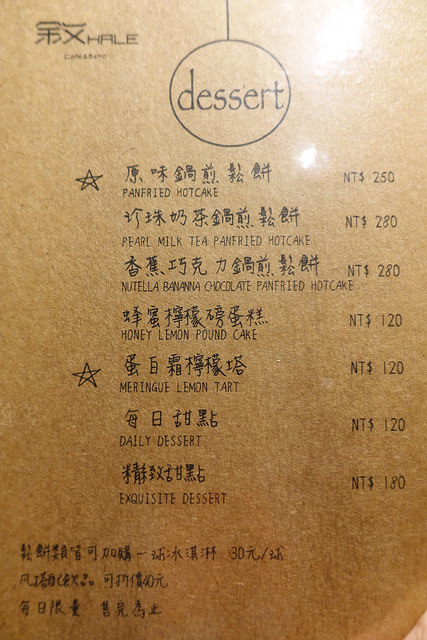 HALE
Café & Bistro
dessert
原味鍋煎鬆餅 NT$ 250
PANFRIED HOTCAKE
珍珠奶茶鍋煎鬆餅 NT$ 280
PEARL MILK TEA PANFRIED HOTCAKE
香蕉巧克力鍋煎鬆餅 NT$ 280
NUTELLA BANANNA CHOCOLATE PANFRIED HOTCAKE
蜂蜜檸檬磅蛋糕 NT$ 120
HONEY LEMON POUND CAKE
蛋白霜檸檬塔 NT$ 120
MERINGUE LEMON TART
每日甜點 NT$ 120
DAILY DESSERT
精緻甜點 NT$ 180
EXQUISITE DESSERT
鬆餅類皆可加購一球冰淇淋 30元/球
飲品 可折價40元
每日限量 售完為止